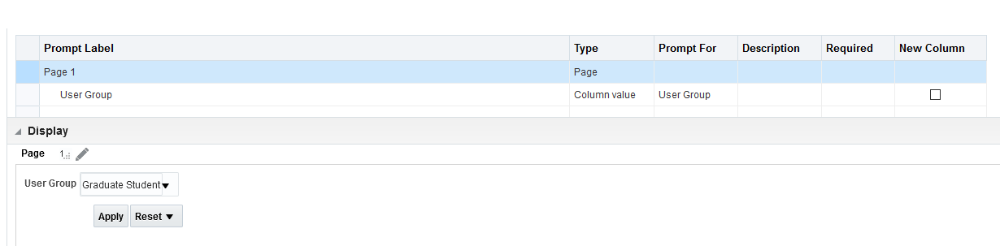 Prompt Label Type Prompt For Description Required New Column
Page 1 Page
User Group Column value User Group
Display
Page 1
User Group Graduate Student
Apply Reset